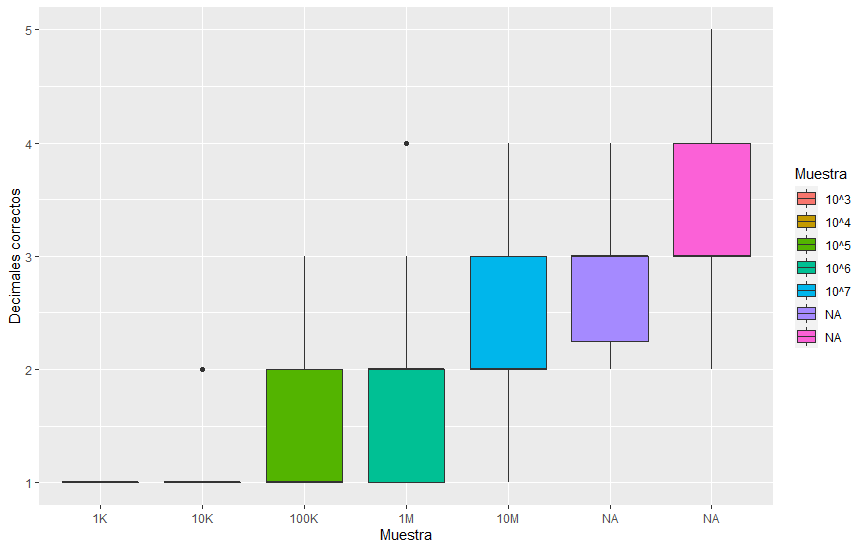 5
4
3
2
1
Decimales correctos
1K 10K 100K 1M 10M NA NA
Muestra
Muestra
10^3
10^4
10^5
10^6
10^7
NA
NA